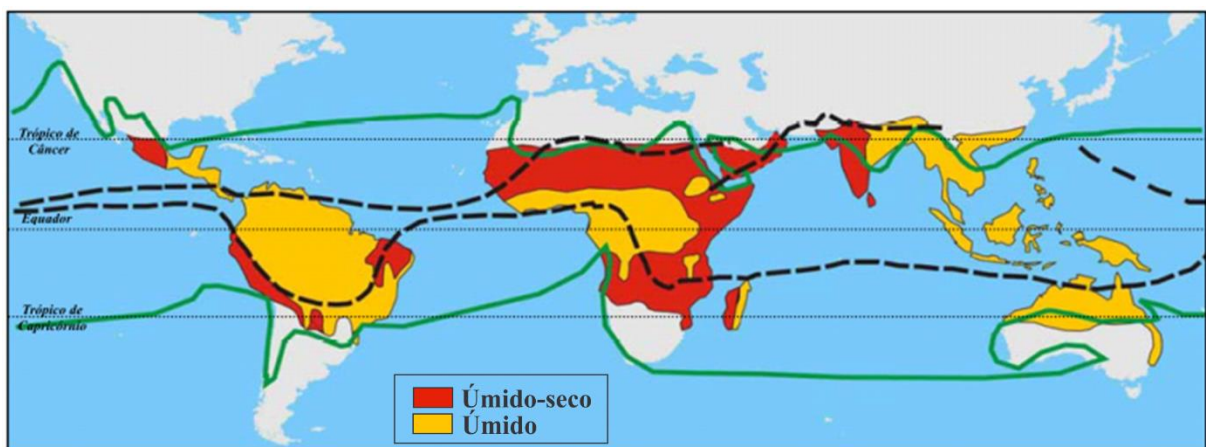 Trópico de
Câncer
Equador
Trópico de
Capricórnio
Úmido-seco
Úmido